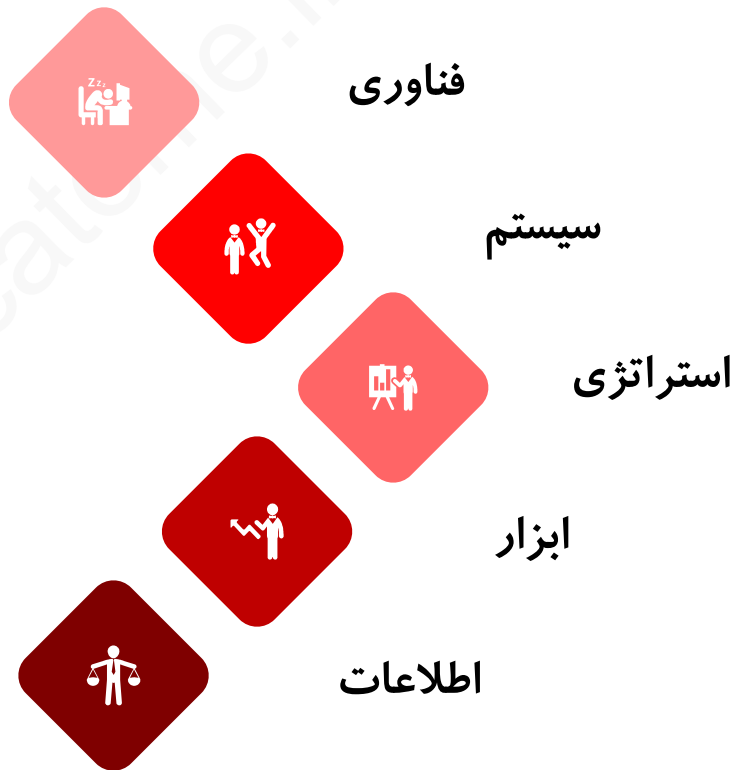 فناوری
سیستم
استراتژی
ابزار
اطلاعات